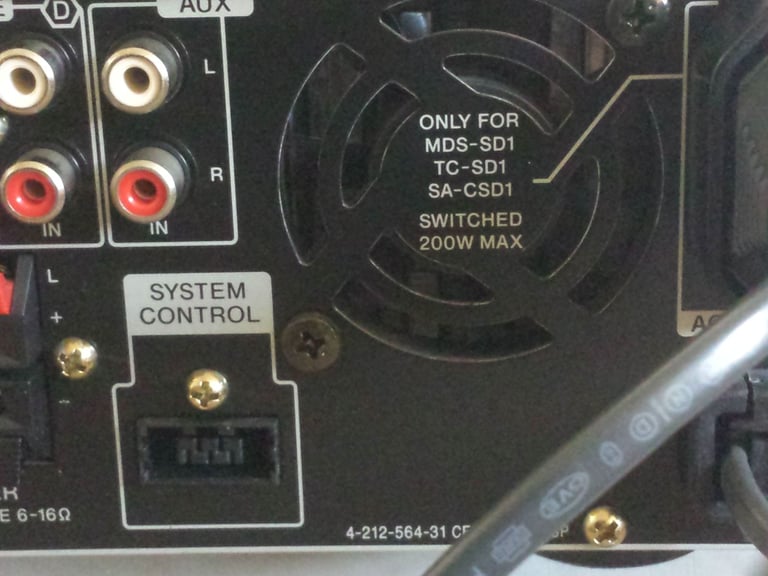 D
AUX
L
R
IN
IN
ONLY FOR
MDS-SD1
TC-SD1
SA-CSD1
SWITCHED
200W MAX
L
+
−
SYSTEM
CONTROL
6-16Ω
4-212-564-31